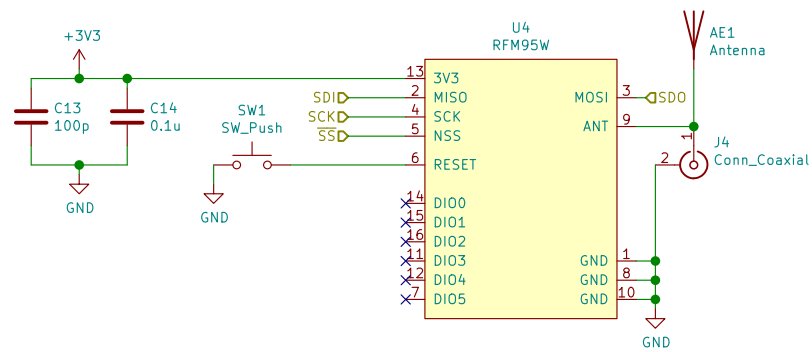 U4
RFM95W
AE1
Antenna
+3V3
13
3V3
C13
100p
C14
0.1u
SDI
2
MISO
MOSI
3
SDO
SCK
4
SCK
SW1
SW_Push
SS
5
NSS
ANT
9
1
J4
Conn_Coaxial
2
6
RESET
GND
GND
14
DIO0
15
DIO1
16
DIO2
11
DIO3
GND
1
12
DIO4
GND
8
7
DIO5
GND
10
GND